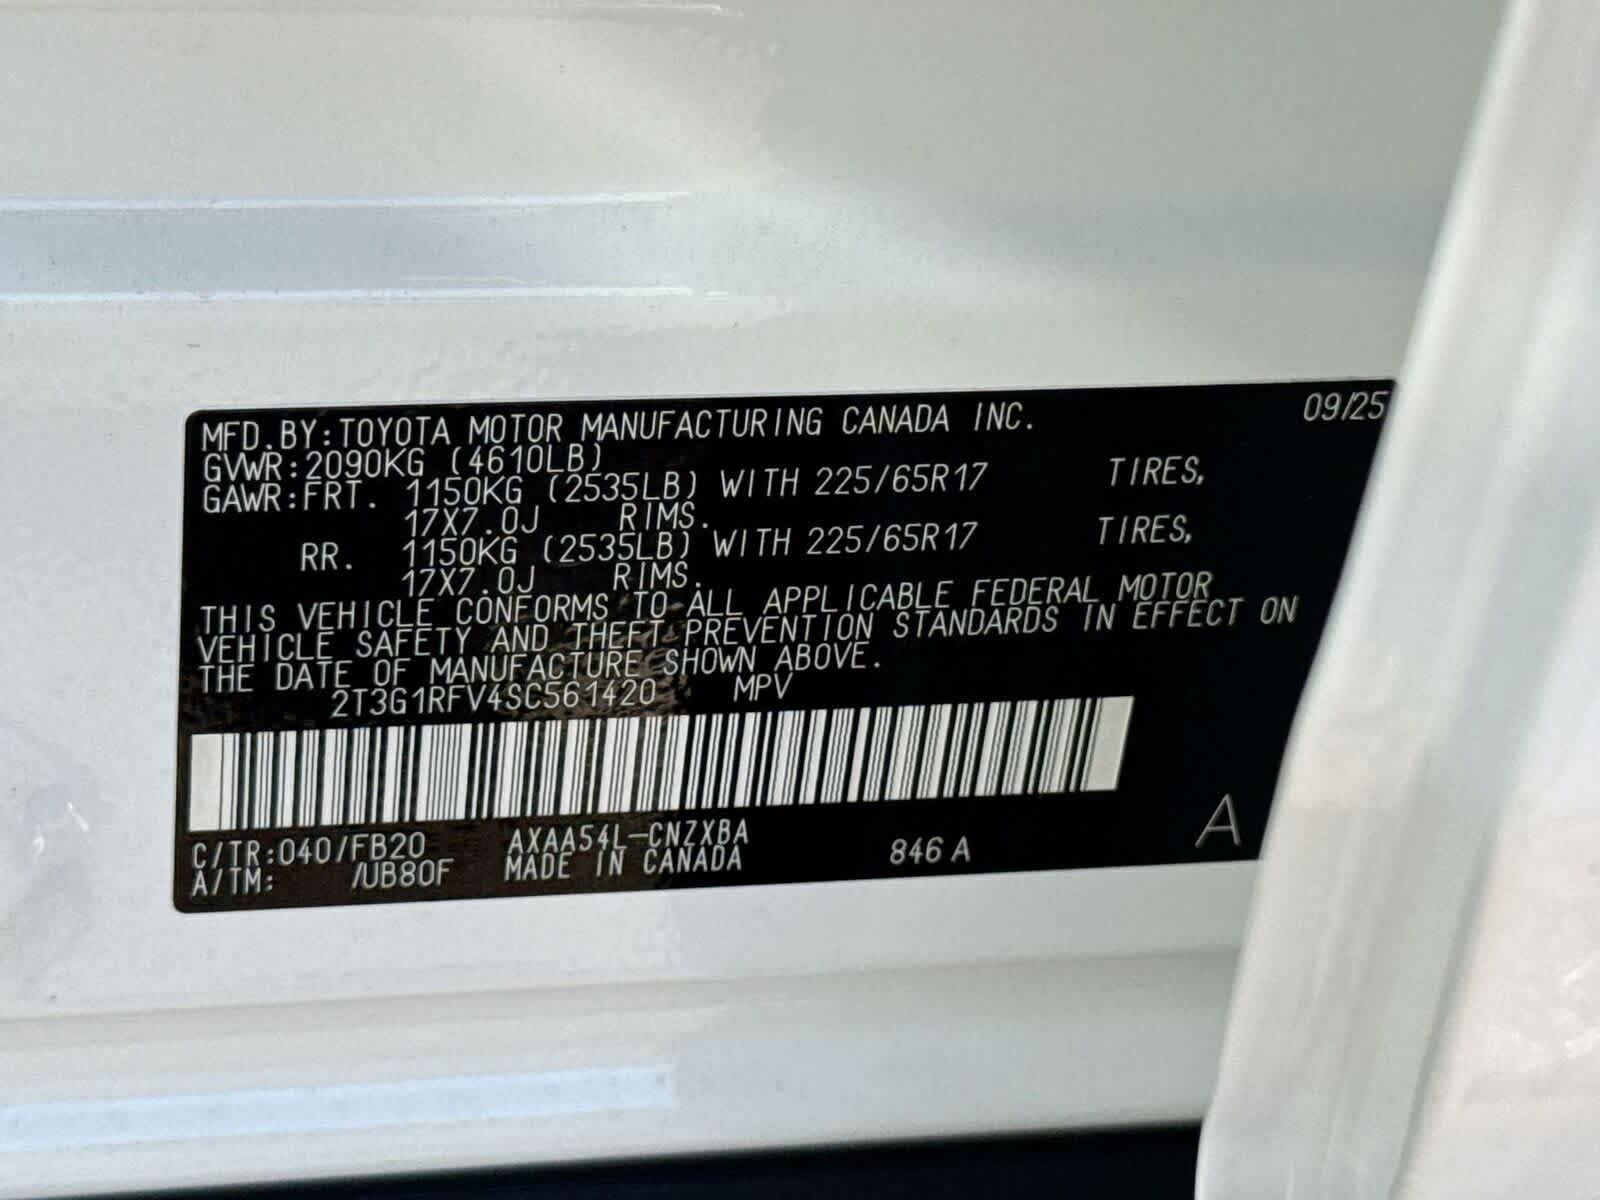 MFD.BY:TOYOTA MOTOR MANUFACTURING CANADA INC. 09/25
GVWR:2090KG (4610LB)
GAWR:FRT. 1150KG (2535LB) WITH 225/65R17 TIRES,
17X7.0J RIMS.
RR. 1150KG (2535LB) WITH 225/65R17 TIRES,
17X7.0J RIMS.
THIS VEHICLE CONFORMS TO ALL APPLICABLE FEDERAL MOTOR
VEHICLE SAFETY AND THEFT PREVENTION STANDARDS IN EFFECT ON
THE DATE OF MANUFACTURE SHOWN ABOVE.
2T3G1RFV4SC561420 MPV
C/TR:040/FB20 AXAA54L-CNZXBA 846 A A
A/TM: /UB80F MADE IN CANADA